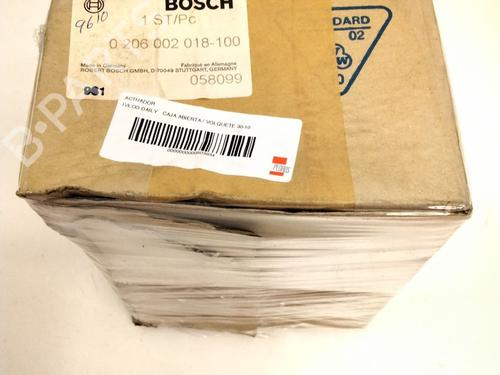 BOSCH
9610
1 ST/Pc
0 206 002 018-100
Made in Germany
Fabriqué en Allemagne
ROBERT BOSCH GMBH, D-70049 STUTTGART, GERMANY
058099
961
DARD
02
ACTUADOR
IVECO DAILY CAJA ABIERTA / VOLQUETE 30-10
B-PARTS